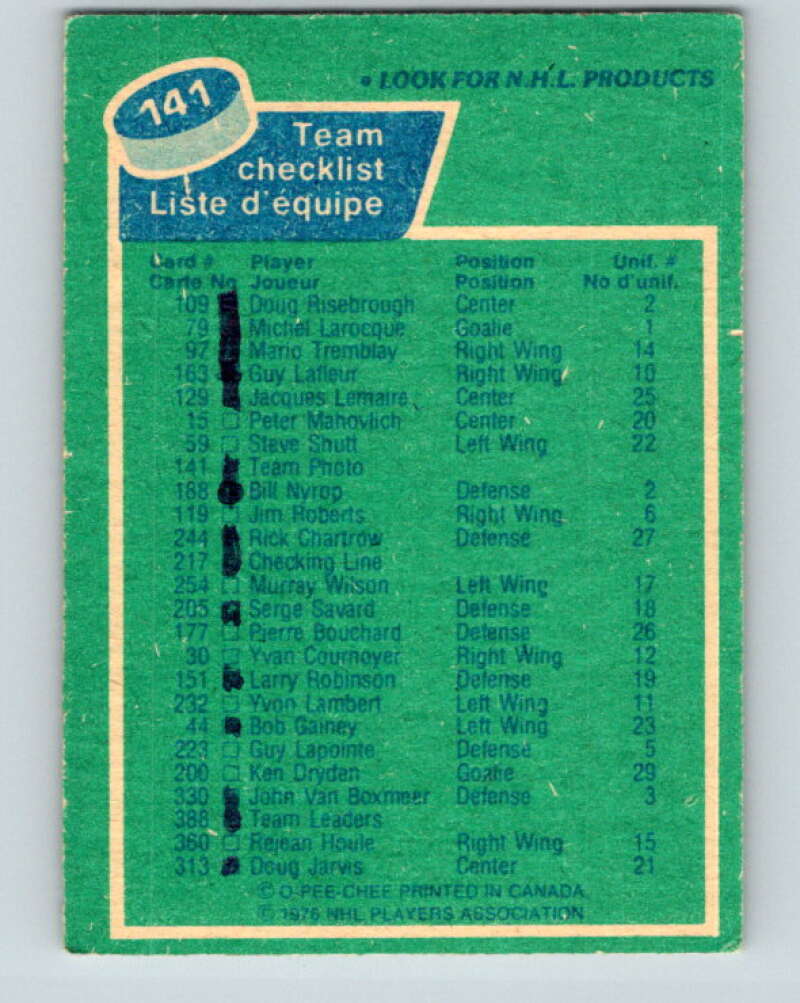 141
• LOOK FOR N.H.L. PRODUCTS
Team
checklist
Liste d'équipe
Card # Player Position Unif. #
Carte No Joueur Position No d'unif.
109 Doug Risebrough Center 2
79 Michel Larocque Goalie 1
97 Mario Tremblay Right Wing 14
163 Guy Lafleur Right Wing 10
129 Jacques Lemaire Center 25
15 Peter Mahovlich Center 20
59 Steve Shutt Left Wing 22
141 Team Photo
188 Bill Nyrop Defense 2
119 Jim Roberts Right Wing 6
244 Rick Chartrow Defense 27
217 Checking Line
254 Murray Wilson Left Wing 17
205 Serge Savard Defense 18
177 Pierre Bouchard Defense 26
30 Yvan Cournoyer Right Wing 12
151 Larry Robinson Defense 19
232 Yvon Lambert Left Wing 11
44 Bob Gainey Left Wing 23
223 Guy Lapointe Defense 5
200 Ken Dryden Goalie 29
330 John Van Boxmeer Defense 3
388 Team Leaders
360 Rejean Houle Right Wing 15
313 Doug Jarvis Center 21
© O-PEE-CHEE PRINTED IN CANADA
© 1976 NHL PLAYERS ASSOCIATION